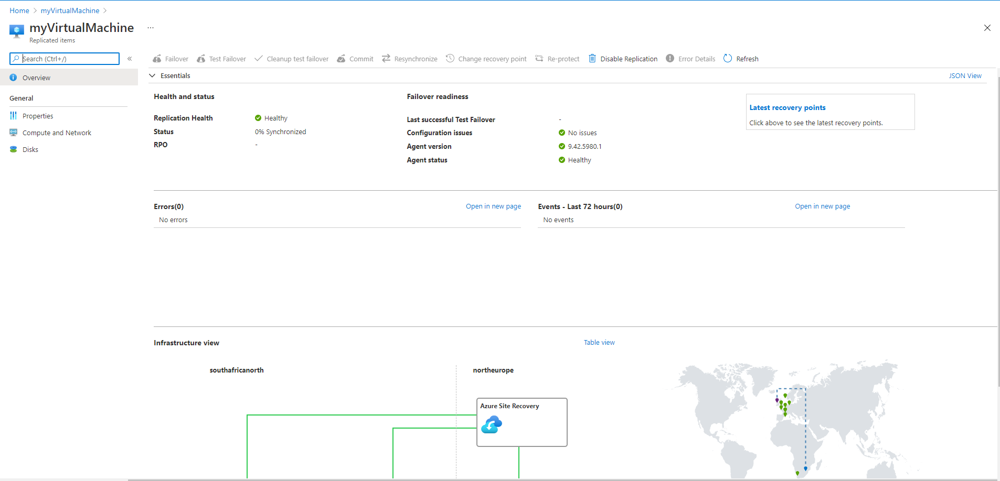 Home > myVirtualMachine >
myVirtualMachine ...
Replicated items
Search (Ctrl+/) «
Failover Test Failover Cleanup test failover Commit Resynchronize Change recovery point Re-protect Disable Replication Error Details Refresh
Overview
General
Properties
Compute and Network
Disks
Essentials JSON View
Health and status
Replication Health Healthy
Status 0% Synchronized
RPO -
Failover readiness
Last successful Test Failover -
Configuration issues No issues
Agent version 9.42.5980.1
Agent status Healthy
Latest recovery points
Click above to see the latest recovery points.
Errors(0) Open in new page
No errors
Events - Last 72 hours(0) Open in new page
No events
Infrastructure view Table view
southafricanorth northeurope
Azure Site Recovery